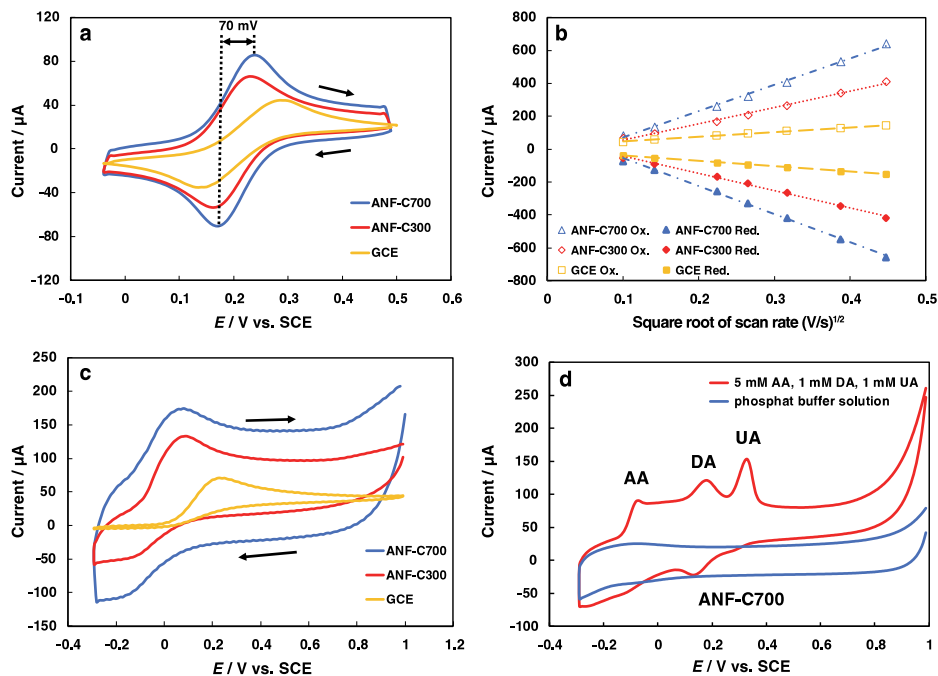 a
70 mV
Current / µA
120
80
40
0
−40
−80
−120
ANF-C700
ANF-C300
GCE
−0.1
0
0.1
0.2
0.3
0.4
0.5
0.6
E / V vs. SCE
b
Current / µA
800
600
400
200
0
−200
−400
−600
−800
ANF-C700 Ox.
ANF-C700 Red.
ANF-C300 Ox.
ANF-C300 Red.
GCE Ox.
GCE Red.
0
0.1
0.2
0.3
0.4
0.5
Square root of scan rate (V/s)1/2
c
Current / µA
250
200
150
100
50
0
−50
−100
−150
ANF-C700
ANF-C300
GCE
−0.4
−0.2
0
0.2
0.4
0.6
0.8
1
1.2
E / V vs. SCE
d
Current / µA
300
250
200
150
100
50
0
−50
−100
5 mM AA, 1 mM DA, 1 mM UA
phosphat buffer solution
AA
DA
UA
ANF-C700
−0.4
−0.2
0
0.2
0.4
0.6
0.8
1
E / V vs. SCE